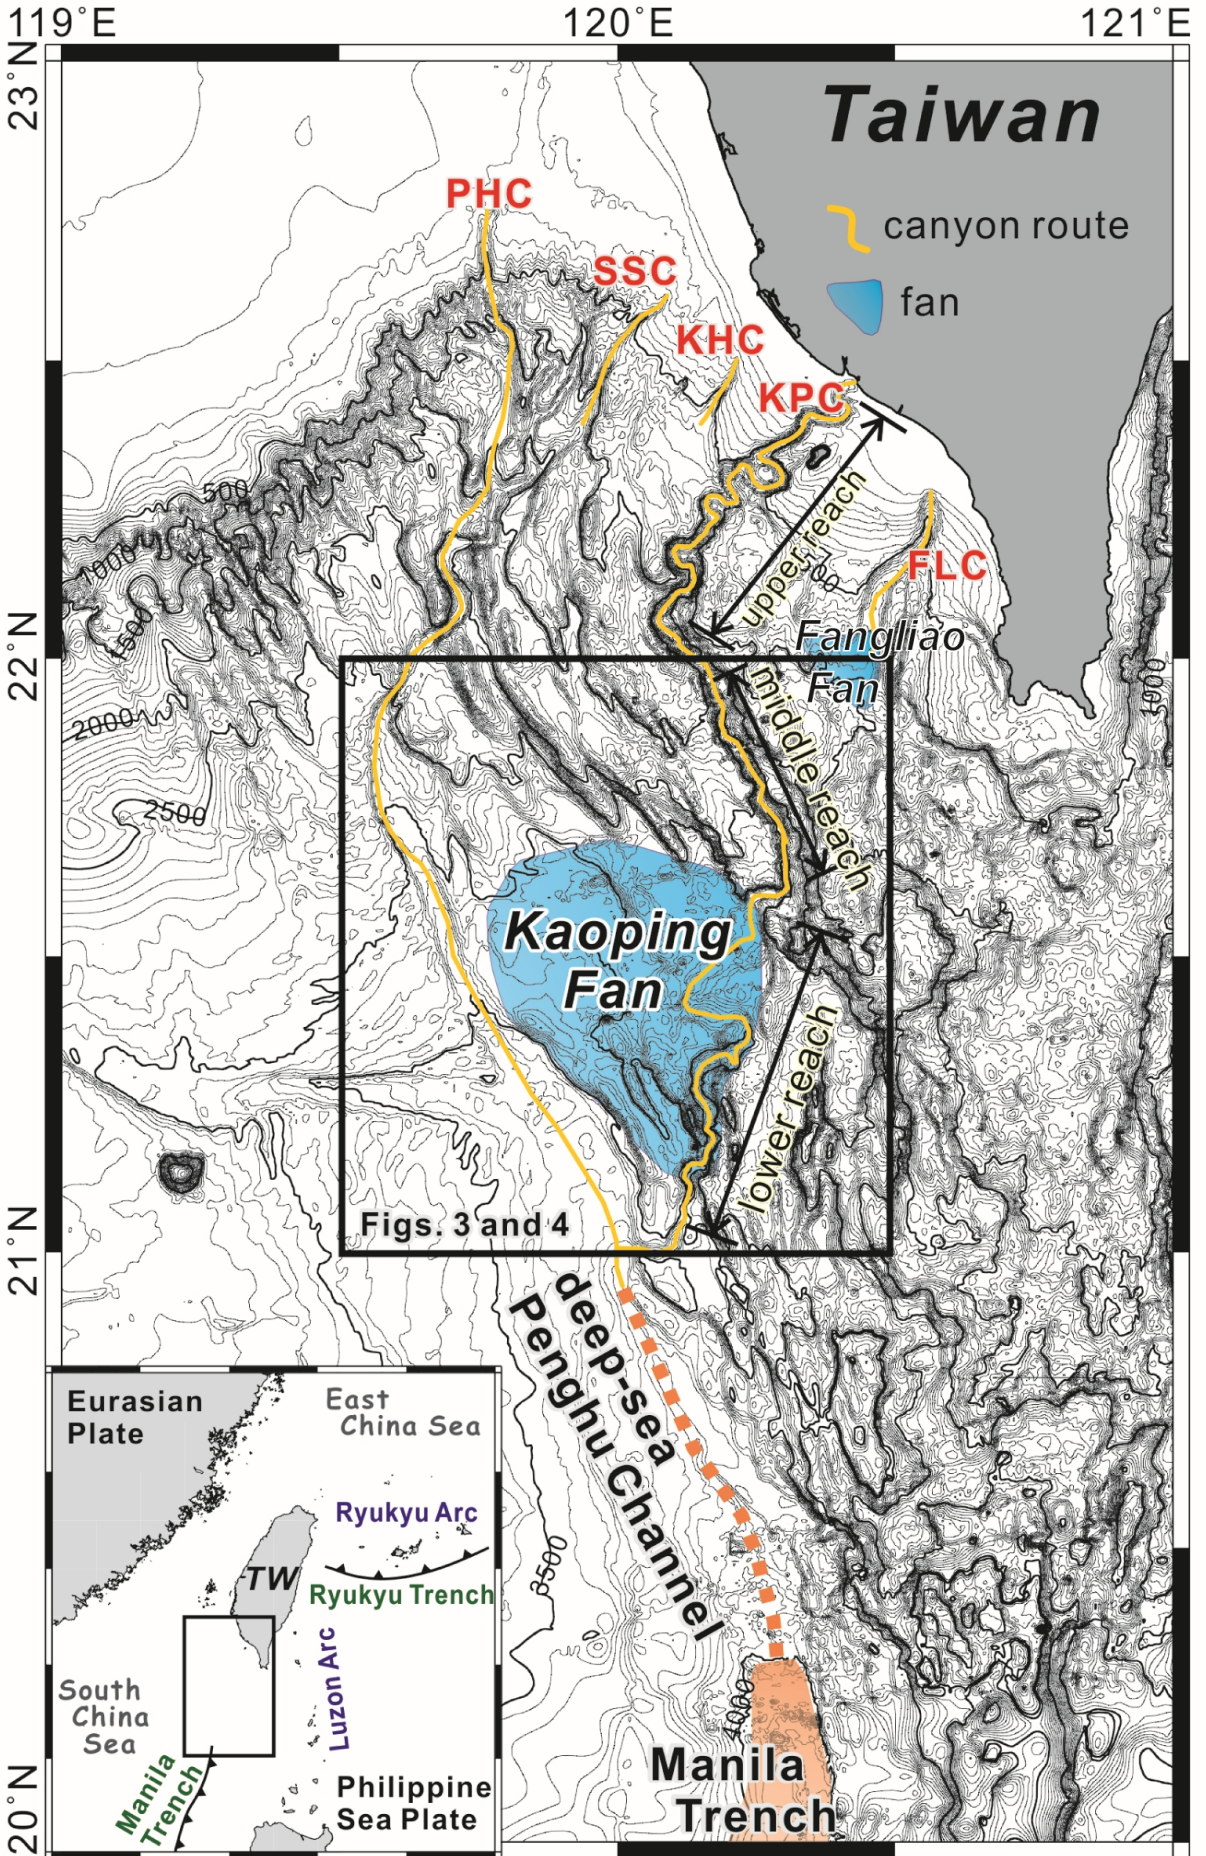 119°E
120°E
121°E
23°N
Taiwan
PHC
canyon route
SSC
fan
KHC
KPC
500
upper reach
1000
FLC
1500
22°N
Fangliao
Fan
middle reach
1000
2000
2500
Kaoping
Fan
lower reach
21°N
Figs. 3 and 4
deep-sea
Penghu Channel
3500
4000
Manila
Trench
20°N
Eurasian
Plate
East
China Sea
Ryukyu Arc
TW
Ryukyu Trench
Luzon Arc
South
China
Sea
Manila
Trench
Philippine
Sea Plate